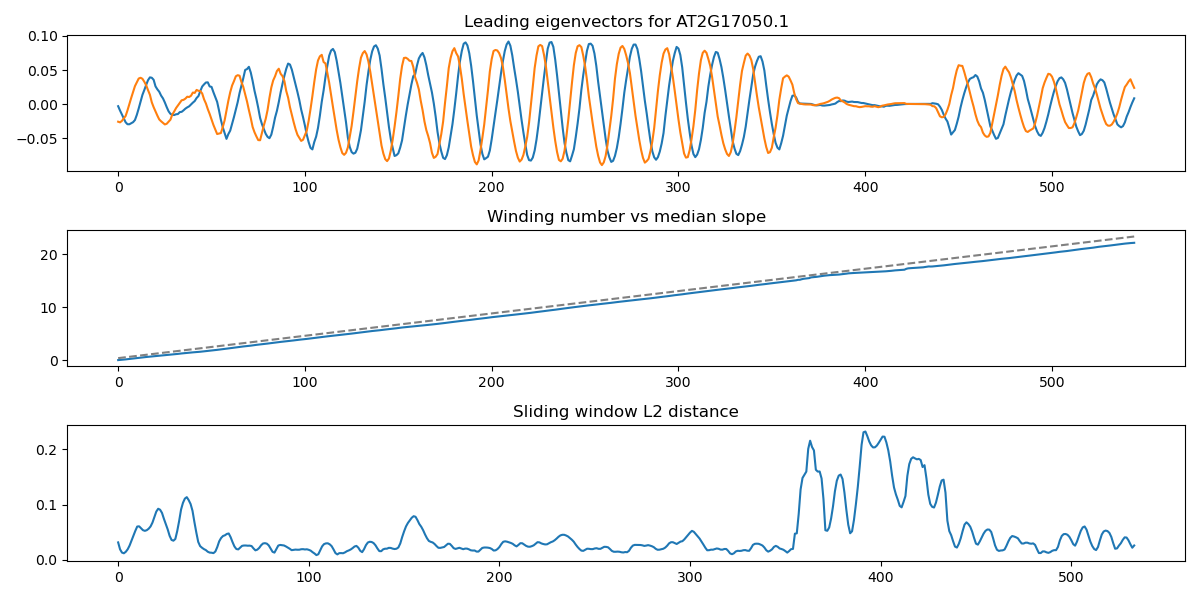 Leading eigenvectors for AT2G17050.1
0.10
0.05
0.00
−0.05
0 100 200 300 400 500
Winding number vs median slope
20
10
0
0 100 200 300 400 500
Sliding window L2 distance
0.2
0.1
0.0
0 100 200 300 400 500